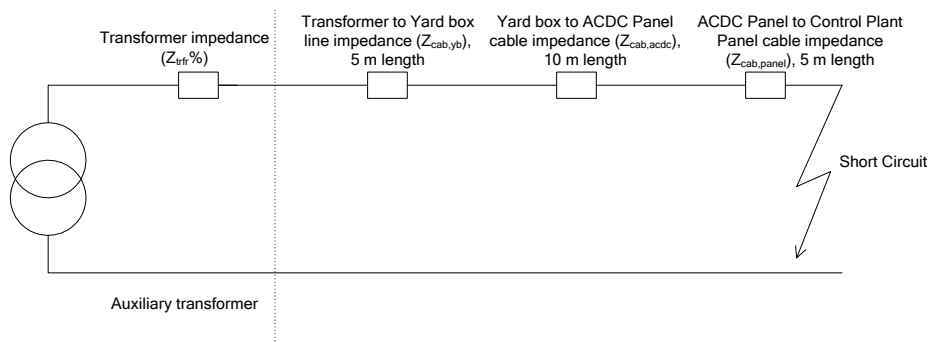 Transformer impedance
(Ztrfr%)
Transformer to Yard box
line impedance (Zcab,yb),
5 m length
Yard box to ACDC Panel
cable impedance (Zcab,acdc),
10 m length
ACDC Panel to Control Plant
Panel cable impedance
(Zcab,panel), 5 m length
Short Circuit
Auxiliary transformer